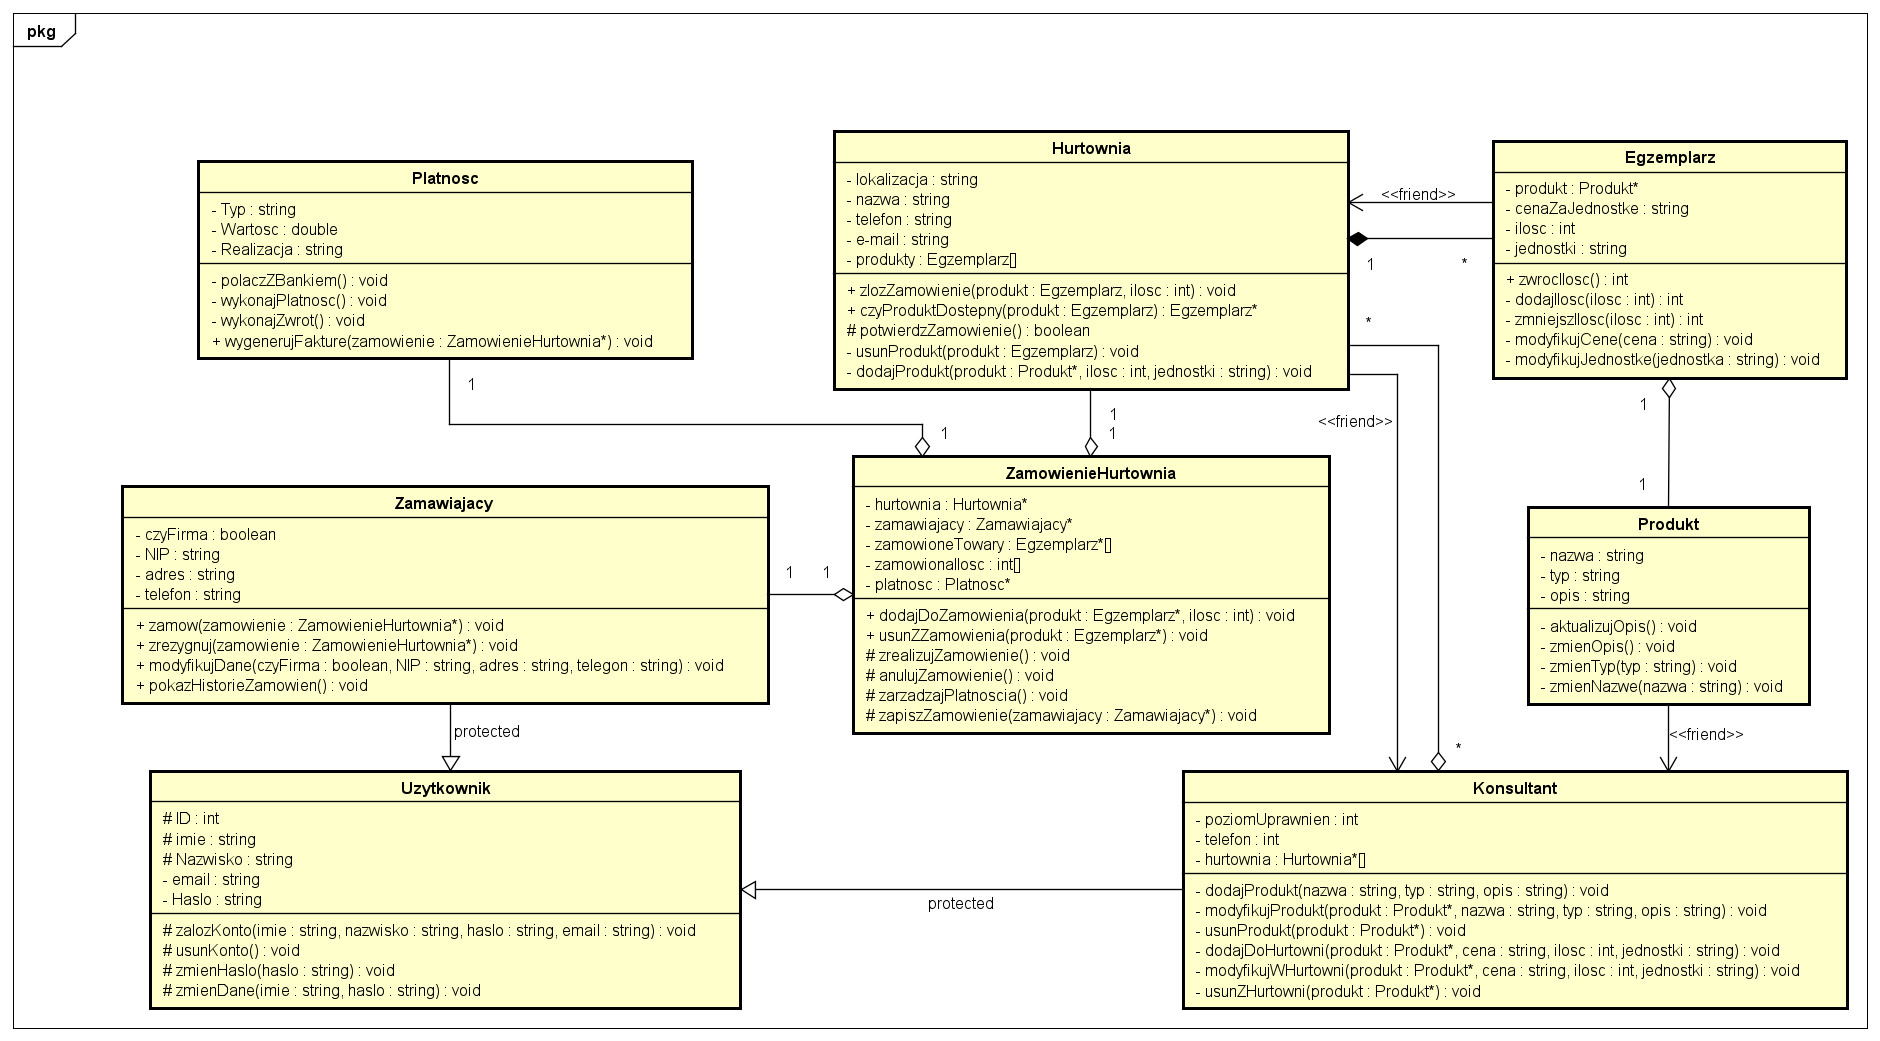 pkg
Platnosc
- Typ : string
- Wartosc : double
- Realizacja : string
- polaczZBankiem() : void
- wykonajPlatnosc() : void
- wykonajZwrot() : void
+ wygenerujFakture(zamowienie : ZamowienieHurtownia*) : void
1
1
Hurtownia
- lokalizacja : string
- nazwa : string
- telefon : string
- e-mail : string
- produkty : Egzemplarz[]
+ zlozZamowienie(produkt : Egzemplarz, ilosc : int) : void
+ czyProduktDostepny(produkt : Egzemplarz) : Egzemplarz*
# potwierdzZamowienie() : boolean
- usunProdukt(produkt : Egzemplarz) : void
- dodajProdukt(produkt : Produkt*, ilosc : int, jednostki : string) : void
<<friend>>
1
*
*
1
1
<<friend>>
Egzemplarz
- produkt : Produkt*
- cenaZaJednostke : string
- ilosc : int
- jednostki : string
+ zwrocIlosc() : int
- dodajIlosc(ilosc : int) : int
- zmniejszIlosc(ilosc : int) : int
- modyfikujCene(cena : string) : void
- modyfikujJednostke(jednostka : string) : void
1
1
Zamawiajacy
- czyFirma : boolean
- NIP : string
- adres : string
- telefon : string
+ zamow(zamowienie : ZamowienieHurtownia*) : void
+ zrezygnuj(zamowienie : ZamowienieHurtownia*) : void
+ modyfikujDane(czyFirma : boolean, NIP : string, adres : string, telegon : string) : void
+ pokazHistorieZamowien() : void
1
1
protected
ZamowienieHurtownia
- hurtownia : Hurtownia*
- zamawiajacy : Zamawiajacy*
- zamowioneTowary : Egzemplarz*[]
- zamowionaIlosc : int[]
- platnosc : Platnosc*
+ dodajDoZamowienia(produkt : Egzemplarz*, ilosc : int) : void
+ usunZZamowienia(produkt : Egzemplarz*) : void
# zrealizujZamowienie() : void
# anulujZamowienie() : void
# zarzadzajPlatnoscia() : void
# zapiszZamowienie(zamawiajacy : Zamawiajacy*) : void
Produkt
- nazwa : string
- typ : string
- opis : string
- aktualizujOpis() : void
- zmienOpis() : void
- zmienTyp(typ : string) : void
- zmienNazwe(nazwa : string) : void
<<friend>>
*
Uzytkownik
# ID : int
# imie : string
# Nazwisko : string
- email : string
- Haslo : string
# zalozKonto(imie : string, nazwisko : string, haslo : string, email : string) : void
# usunKonto() : void
# zmienHaslo(haslo : string) : void
# zmienDane(imie : string, haslo : string) : void
protected
Konsultant
- poziomUprawnien : int
- telefon : int
- hurtownia : Hurtownia*[]
- dodajProdukt(nazwa : string, typ : string, opis : string) : void
- modyfikujProdukt(produkt : Produkt*, nazwa : string, typ : string, opis : string) : void
- usunProdukt(produkt : Produkt*) : void
- dodajDoHurtowni(produkt : Produkt*, cena : string, ilosc : int, jednostki : string) : void
- modyfikujWHurtowni(produkt : Produkt*, cena : string, ilosc : int, jednostki : string) : void
- usunZHurtowni(produkt : Produkt*) : void